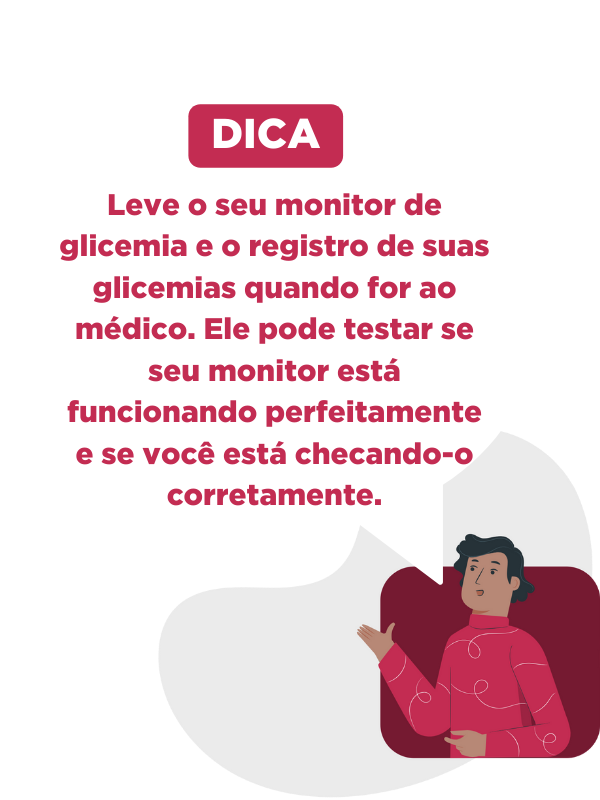 DICA
Leve o seu monitor de
glicemia e o registro de suas
glicemias quando for ao
médico. Ele pode testar se
seu monitor está
funcionando perfeitamente
e se você está checando-o
corretamente.